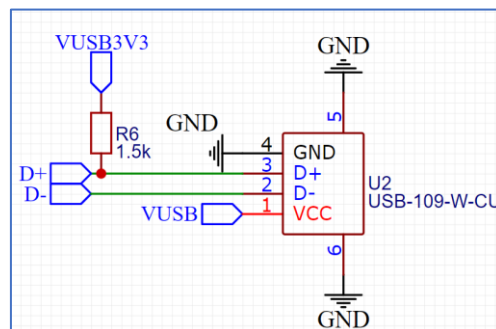 VUSB3V3
GND
R6
1.5k
GND
5
4 GND
D+ 3 D+
D- 2 D-
U2
USB-109-W-CU
VUSB 1 VCC
6
GND